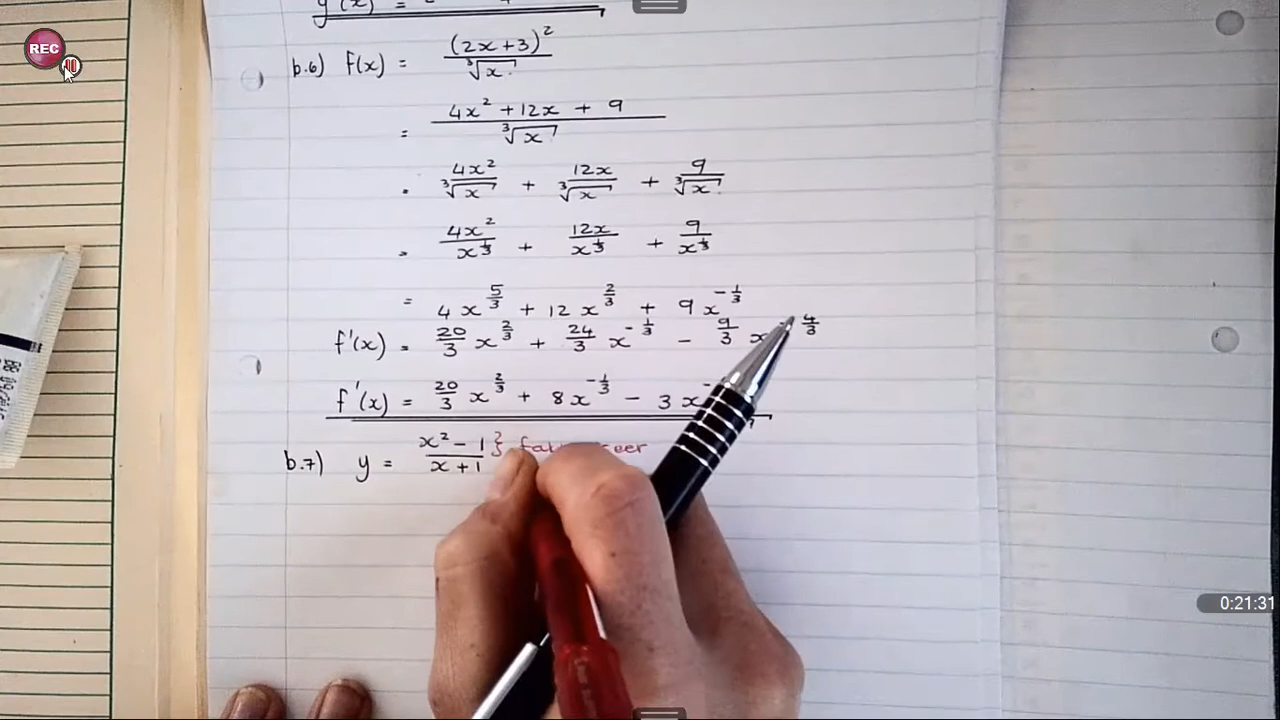 REC
b.6) f(x) = (2x+3)² / ∛x
= 4x² + 12x + 9 / ∛x
= 4x²/∛x + 12x/∛x + 9/∛x
= 4x²/x^(1/3) + 12x/x^(1/3) + 9/x^(1/3)
= 4x^(5/3) + 12x^(2/3) + 9x^(-1/3)
f'(x) = 20/3 x^(2/3) + 24/3 x^(-1/3) - 9/3 x 4/3
f'(x) = 20/3 x^(2/3) + 8x^(-1/3) - 3x
b.7) y = x² - 1 / x + 1 }
0:21:31